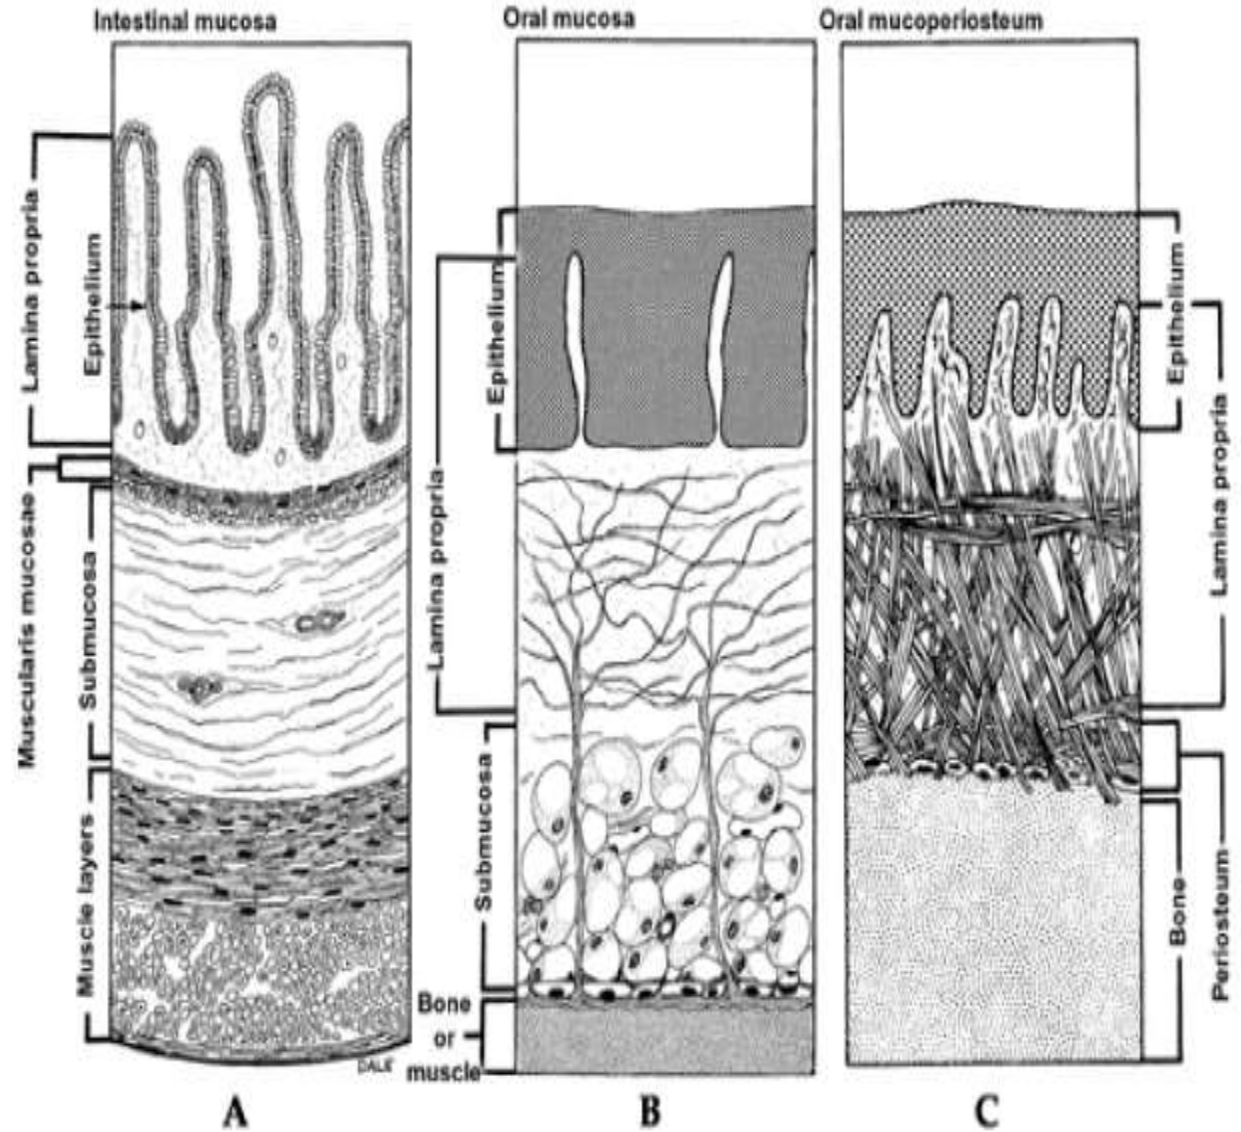 Intestinal mucosa
Lamina propria
Epithelium
Muscularis mucosae
Submucosa
Muscle layers
DALE
A
Oral mucosa
Epithelium
Lamina propria
Submucosa
Bone
or
muscle
B
Oral mucoperiosteum
Epithelium
Lamina propria
Bone
Periosteum
C